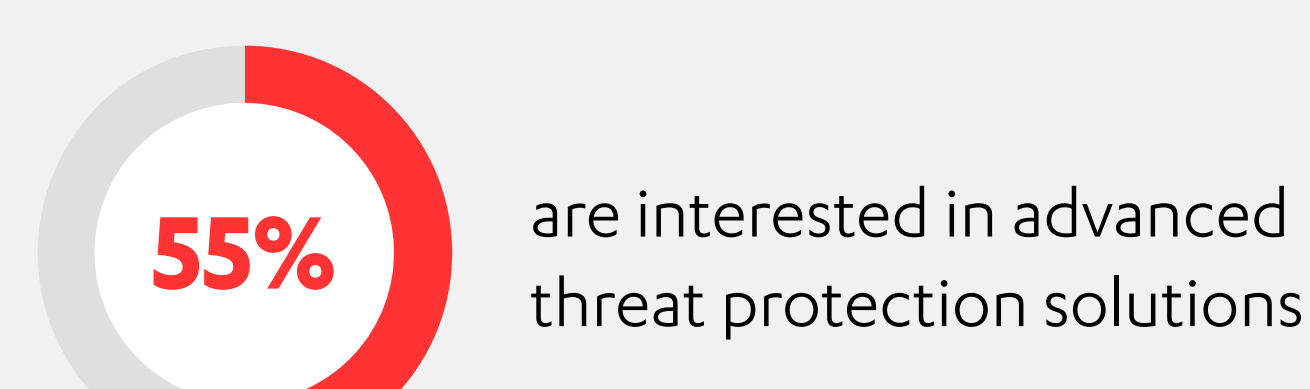 55%
are interested in advanced
threat protection solutions